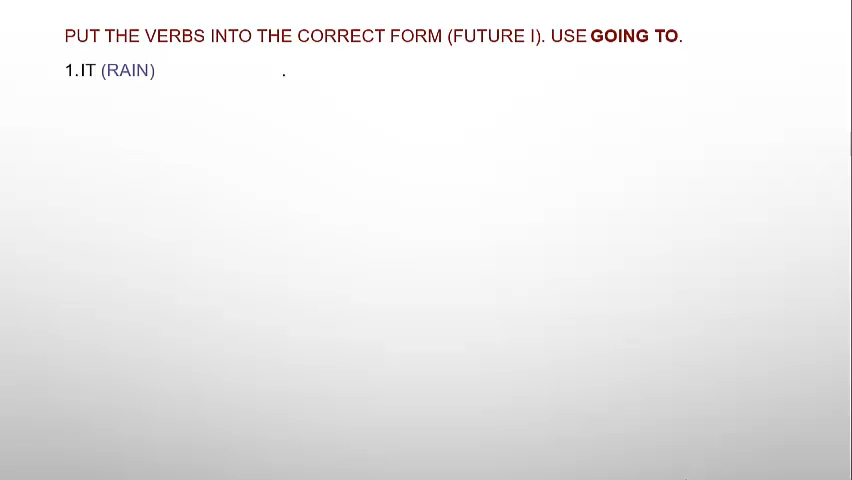 PUT THE VERBS INTO THE CORRECT FORM (FUTURE I). USE GOING TO.
1.IT (RAIN) .